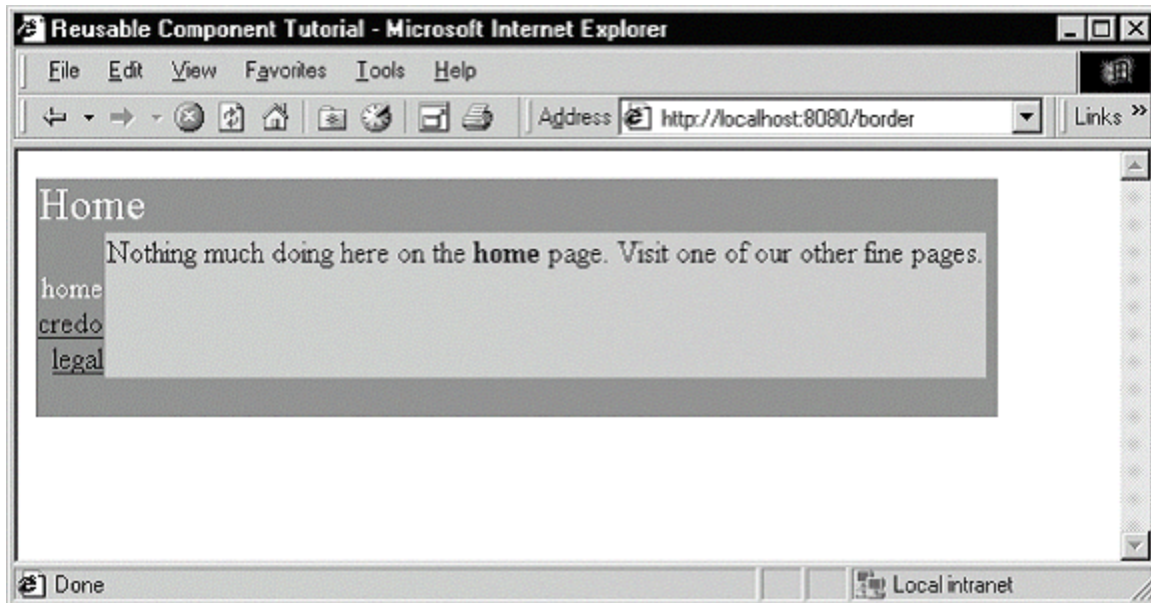 Reusable Component Tutorial - Microsoft Internet Explorer
File Edit View Favorites Tools Help
Address http://localhost:8080/border Links »
Home
Nothing much doing here on the home page. Visit one of our other fine pages.
home
credo
legal
Done Local intranet